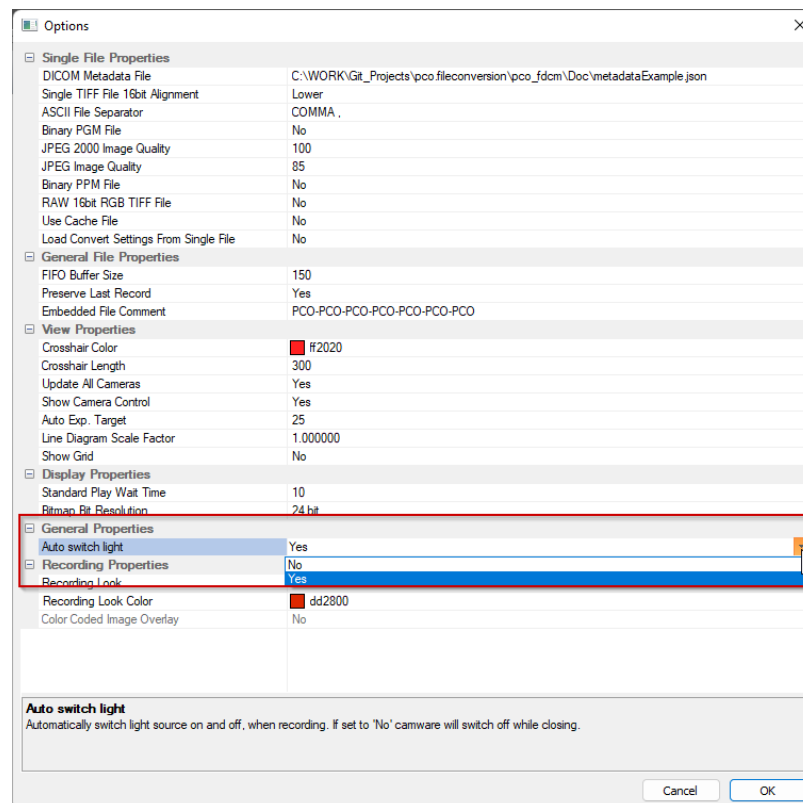 Options
Single File Properties
DICOM Metadata File C:\WORK\Git_Projects\pco.fileconversion\pco_fdcm\Doc\metadataExample.json
Single TIFF File 16bit Alignment Lower
ASCII File Separator COMMA ,
Binary PGM File No
JPEG 2000 Image Quality 100
JPEG Image Quality 85
Binary PPM File No
RAW 16bit RGB TIFF File No
Use Cache File No
Load Convert Settings From Single File No
General File Properties
FIFO Buffer Size 150
Preserve Last Record Yes
Embedded File Comment PCO-PCO-PCO-PCO-PCO-PCO-PCO
View Properties
Crosshair Color ff2020
Crosshair Length 300
Update All Cameras Yes
Show Camera Control Yes
Auto Exp. Target 25
Line Diagram Scale Factor 1.000000
Show Grid No
Display Properties
Standard Play Wait Time 10
Bitmap Bit Resolution 24 bit
General Properties
Auto switch light Yes
Recording Properties No
Recording Look Yes
Recording Look Color dd2800
Color Coded Image Overlay No
Auto switch light
Automatically switch light source on and off, when recording. If set to 'No' camware will switch off while closing.
Cancel OK